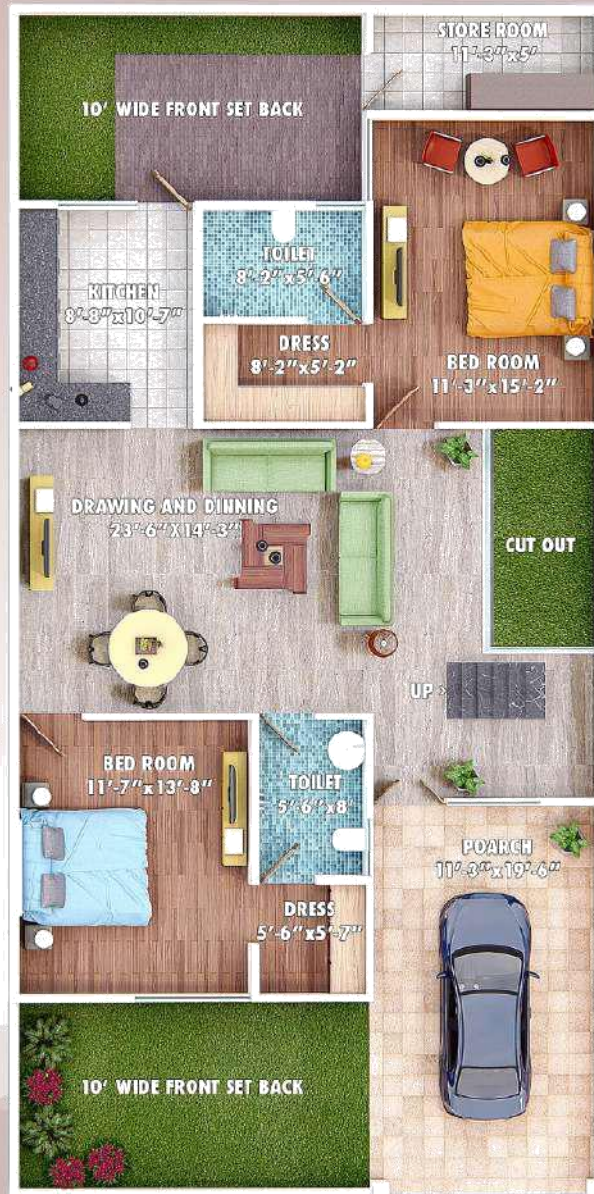 STORE ROOM
11'-3"x5'
10' WIDE FRONT SET BACK
TOILET
8'-2"x5'-6"
KITCHEN
8'-8"x10'-7"
DRESS
8'-2"x5'-2"
BED ROOM
11'-3"x15'-2"
DRAWING AND DINNING
23'-6"X14'-3"
CUT OUT
UP
BED ROOM
11'-7"x13'-8"
TOILET
5'-6"x8'
POARCH
11'-3"x19'-6"
DRESS
5'-6"x5'-7"
10' WIDE FRONT SET BACK